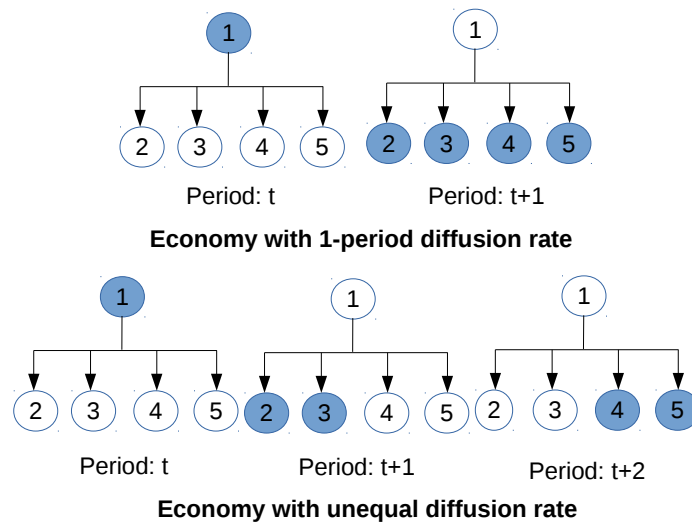 1 1
2 3 4 5 2 3 4 5
Period: t Period: t+1
Economy with 1-period diffusion rate
1 1 1
2 3 4 5 2 3 4 5 2 3 4 5
Period: t Period: t+1 Period: t+2
Economy with unequal diffusion rate